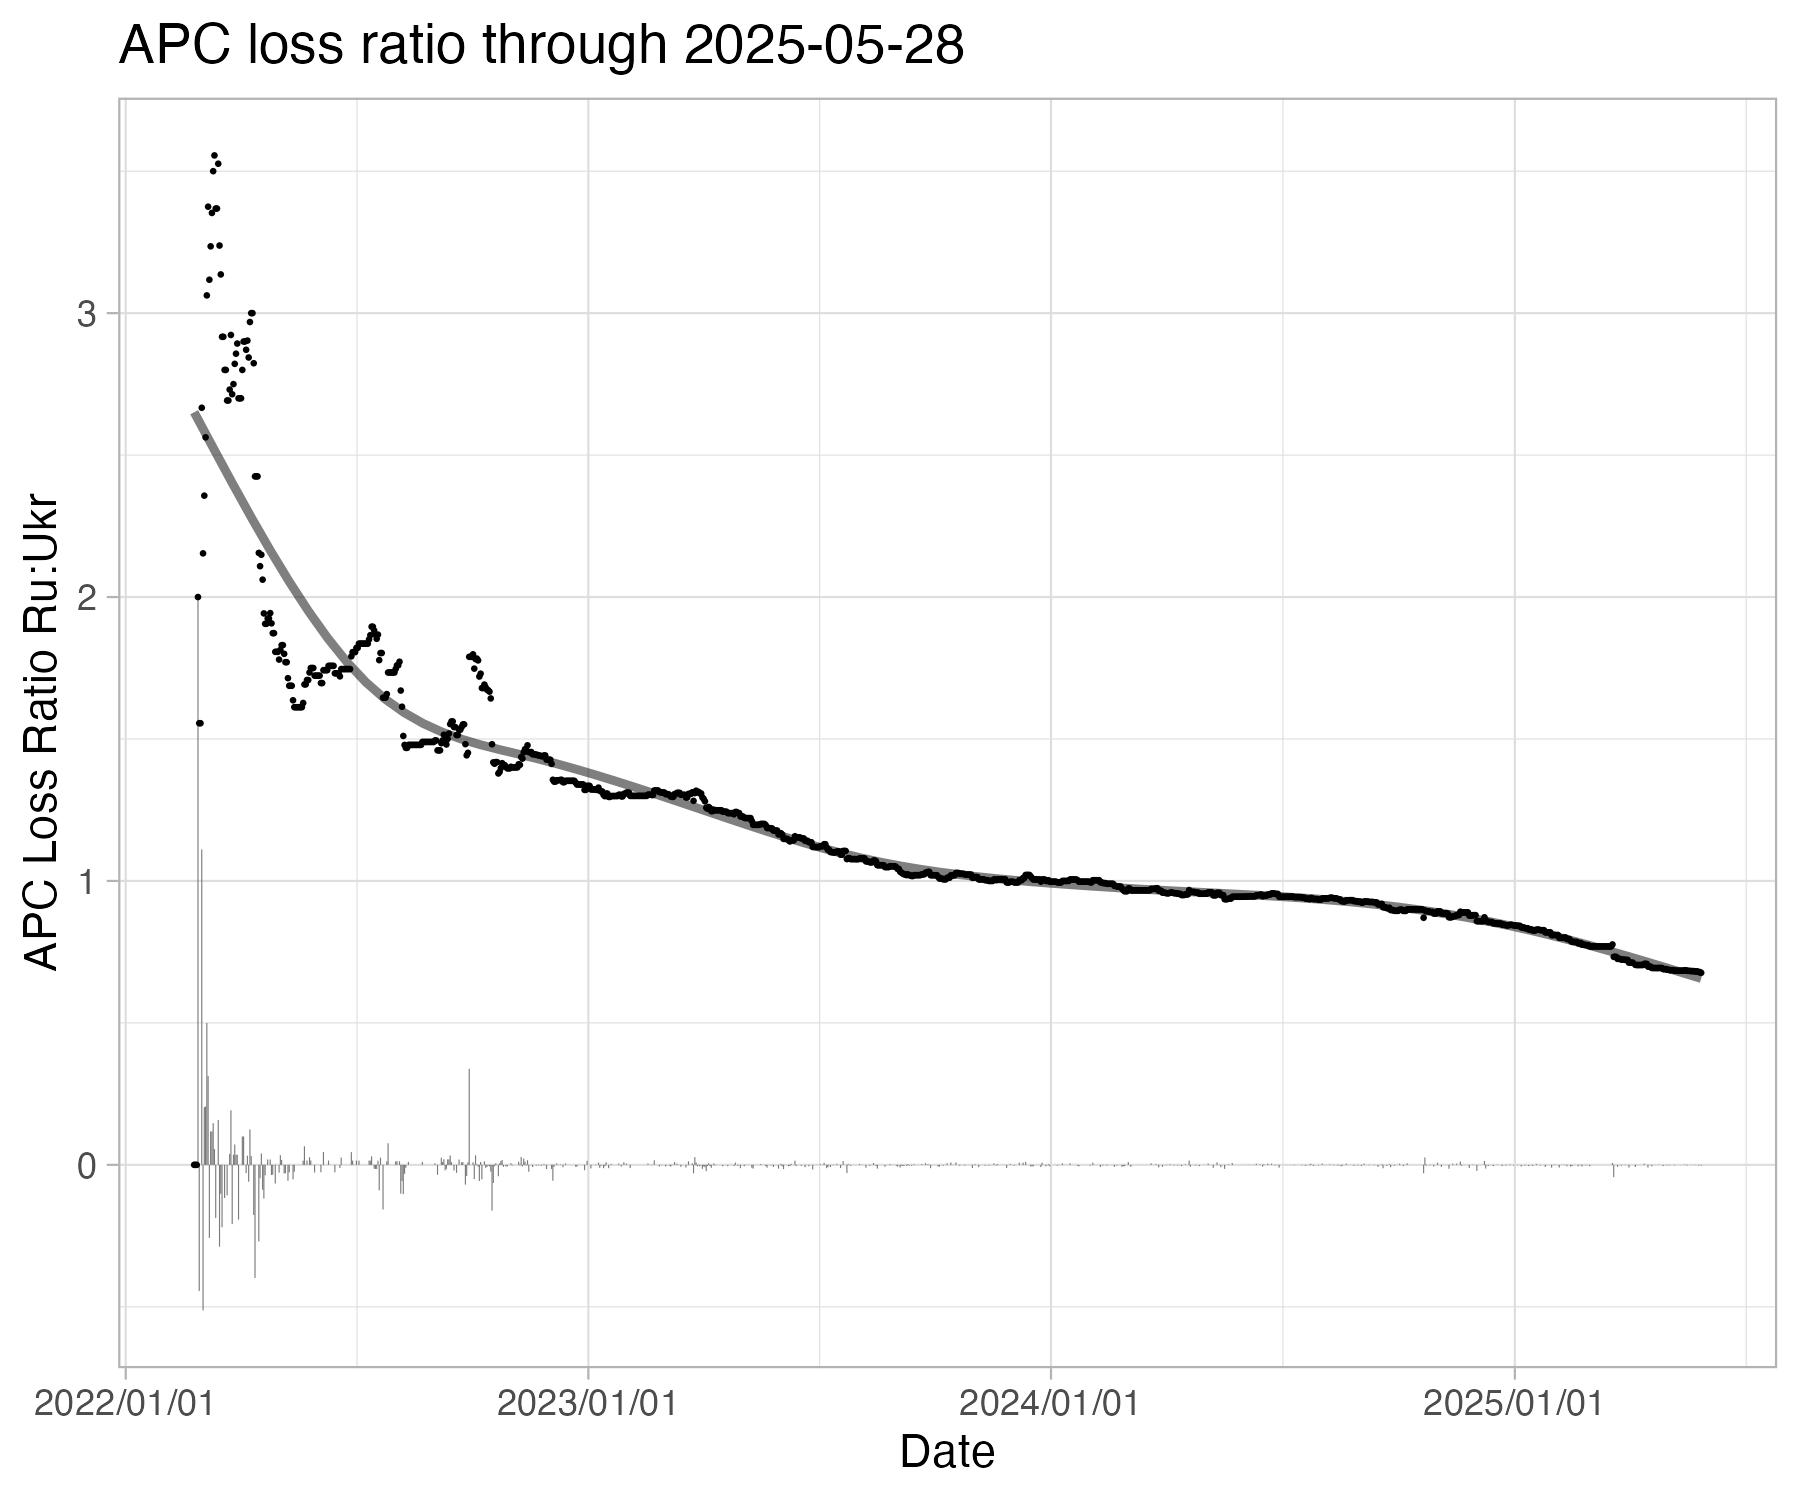 APC loss ratio through 2025-05-28
APC Loss Ratio Ru:Ukr
3
2
1
0
2022/01/01 2023/01/01 2024/01/01 2025/01/01
Date